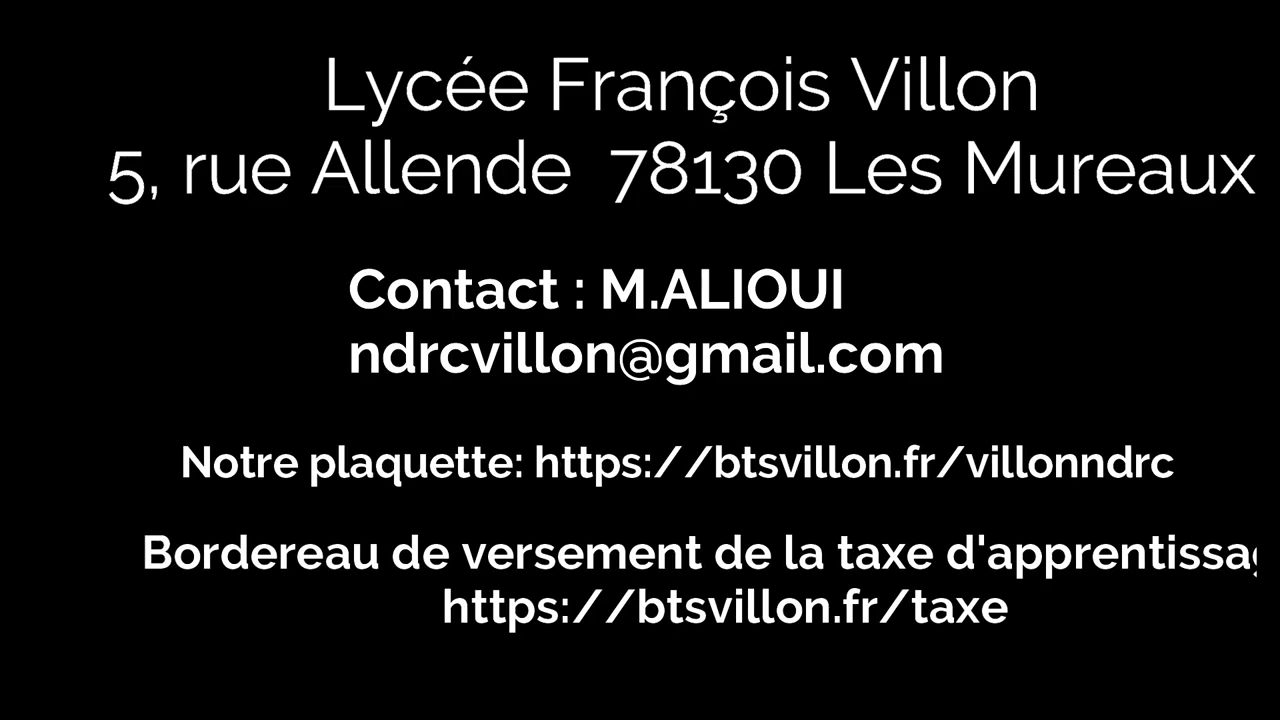 Lycée François Villon
5, rue Allende 78130 Les Mureaux
Contact : M.ALIOUI
ndrcvillon@gmail.com
Notre plaquette: https://btsvillon.fr/villonndrc
Bordereau de versement de la taxe
https://btsvillon.fr/taxe